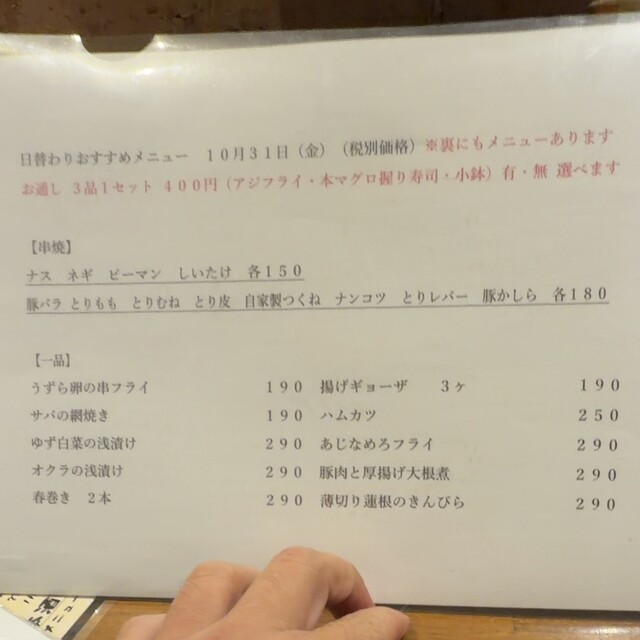 日替わりおすすめメニュー　10月31日（金）（税別価格）※裏にもメニューあります
お通し 3品1セット 400円（アジフライ・本マグロ握り寿司・小鉢）有・無 選べます
【串焼】
ナス　ネギ　ピーマン　しいたけ　各150
豚バラ とりもも　とりむね　とり皮　自家製つくね　ナンコツ　とりレバー　豚かしら　各180
【一品】
うずら卵の串フライ　190　揚げギョーザ　3ヶ　190
サバの網焼き　190　ハムカツ　250
ゆず白菜の浅漬け　290　あじなめろフライ　290
オクラの浅漬け　290　豚肉と厚揚げ大根煮　290
春巻き　2本　290　薄切り蓮根のきんぴら　290